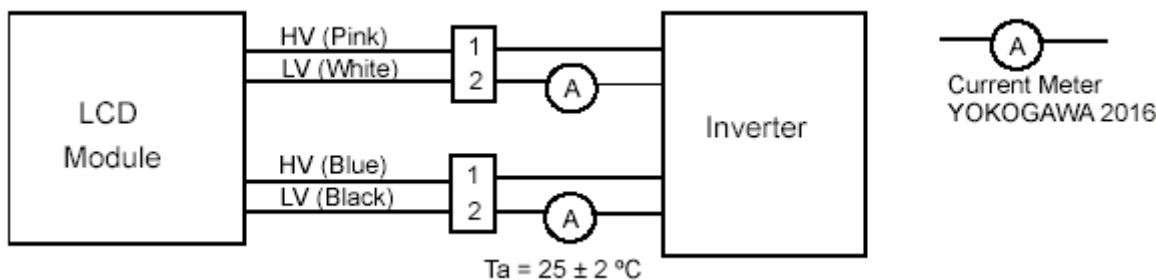 HV (Pink)
LV (White)
1
2
A
A
Current Meter
YOKOGAWA 2016
LCD
Module
Inverter
HV (Blue)
LV (Black)
1
2
A
Ta = 25 ± 2 ºC